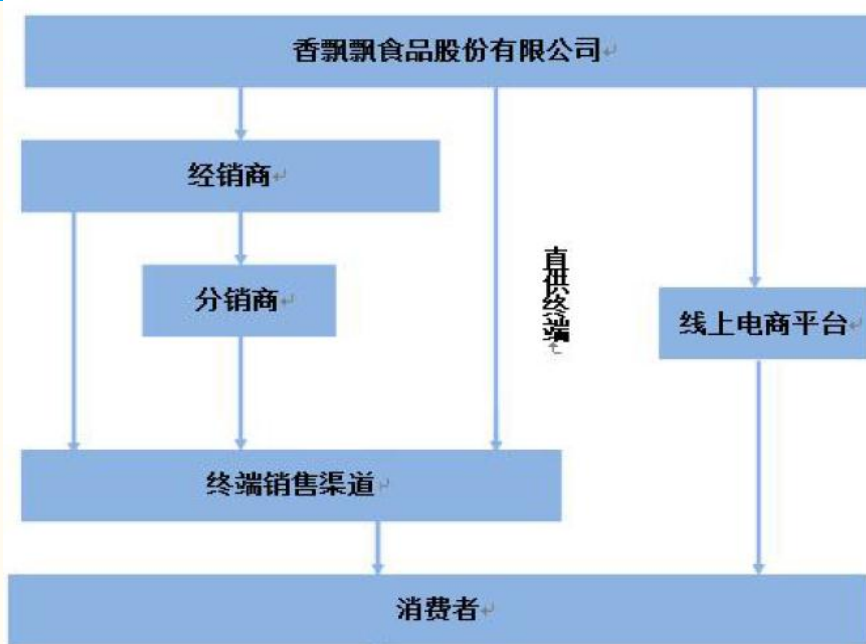 香飘飘食品股份有限公司
经销商
分销商
直供终端
线上电商平台
终端销售渠道
消费者